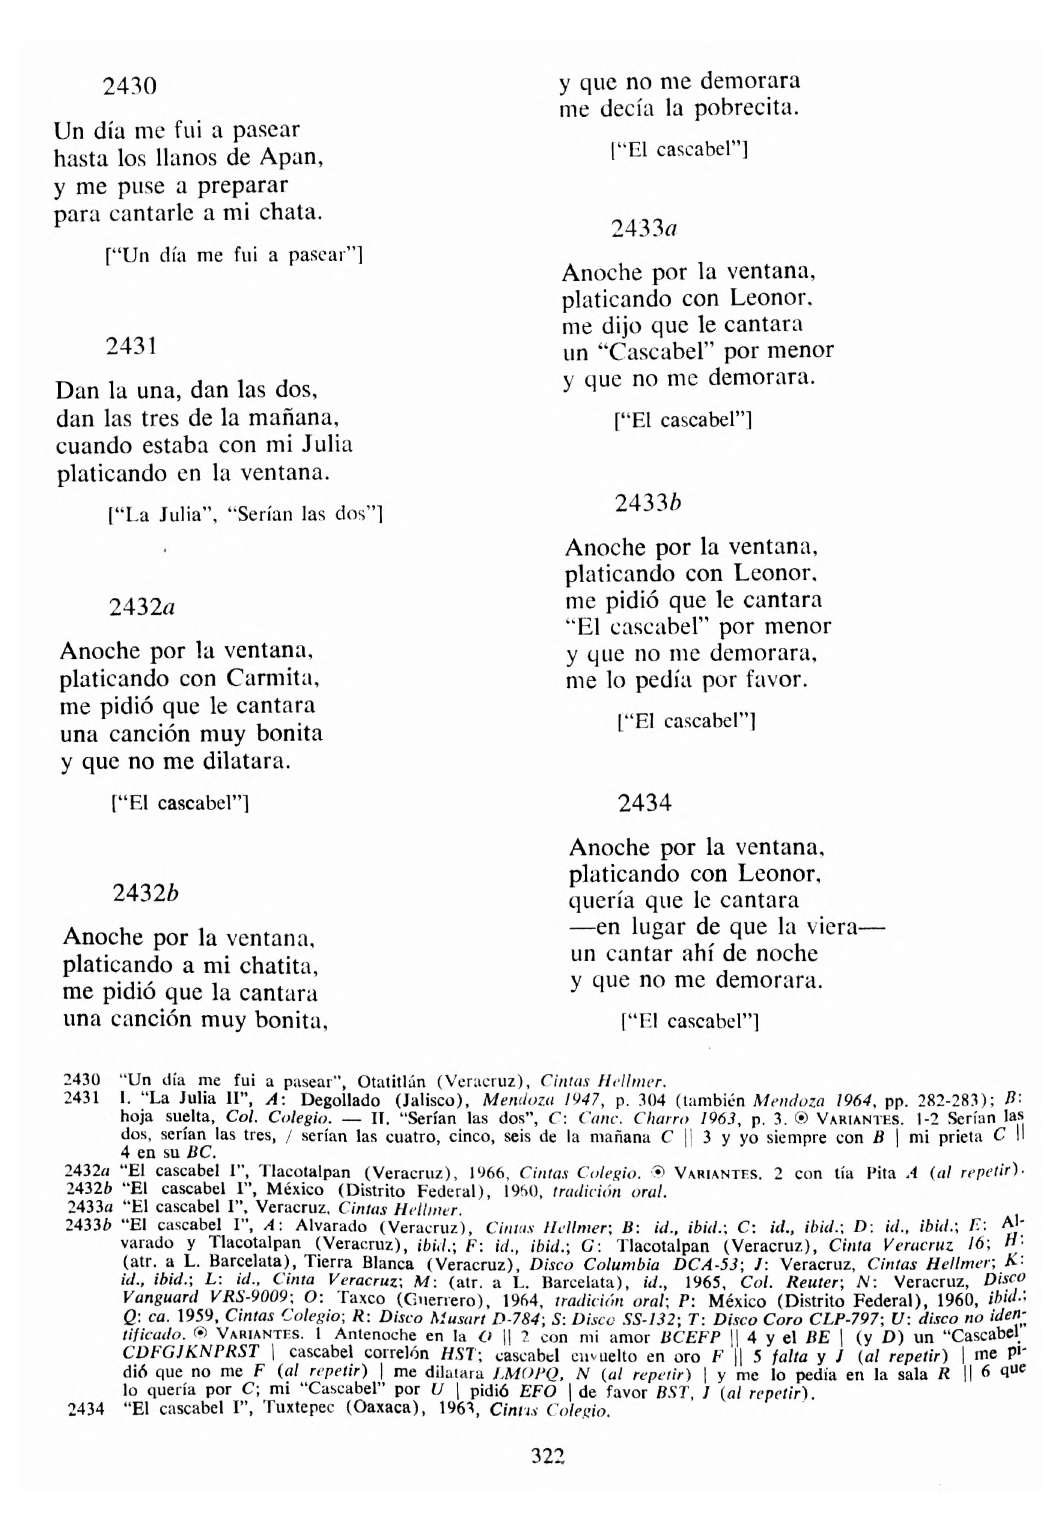 2430
Un día me fui a pasear
hasta los llanos de Apan,
y me puse a preparar
para cantarle a mi chata.
[“Un día me fui a pasear”]
2431
Dan la una, dan las dos,
dan las tres de la mañana,
cuando estaba con mi Julia
platicando en la ventana.
[“La Julia”, “Serían las dos”]
2432a
Anoche por la ventana,
platicando con Carmita,
me pidió que le cantara
una canción muy bonita
y que no me dilatara.
[“El cascabel”]
2432b
Anoche por la ventana,
platicando a mi chatita,
me pidió que la cantara
una canción muy bonita,
y que no me demorara
me decía la pobrecita.
[“El cascabel”]
2433a
Anoche por la ventana,
platicando con Leonor,
me dijo que le cantara
un “Cascabel” por menor
y que no me demorara.
[“El cascabel”]
2433b
Anoche por la ventana,
platicando con Leonor,
me pidió que le cantara
“El cascabel” por menor
y que no me demorara,
me lo pedía por favor.
[“El cascabel”]
2434
Anoche por la ventana,
platicando con Leonor,
quería que le cantara
—en lugar de que la viera—
un cantar ahí de noche
y que no me demorara.
[“El cascabel”]
2430 “Un día me fui a pasear”, Otatitlán (Veracruz), Cintas Hellmer.
2431 I. “La Julia II”, A: Degollado (Jalisco), Mendoza 1947, p. 304 (también Mendoza 1964, pp. 282-283); B:
hoja suelta, Col. Colegio. — II. “Serían las dos”, C: Canc. Charro 1963, p. 3. ⊙ VARIANTES. 1-2 Serían las
dos, serían las tres, / serían las cuatro, cinco, seis de la mañana C || 3 y yo siempre con B | mi prieta C ||
4 en su BC.
2432a “El cascabel I”, Tlacotalpan (Veracruz), 1966, Cintas Colegio. ⊙ VARIANTES. 2 con tía Pita A (al repetir).
2432b “El cascabel I”, México (Distrito Federal), 1960, tradición oral.
2433a “El cascabel I”, Veracruz, Cintas Hellmer.
2433b “El cascabel I”, A: Alvarado (Veracruz), Cintas Hellmer; B: id., ibid.; C: id., ibid.; D: id., ibid.; E: Al-
varado y Tlacotalpan (Veracruz), ibid.; F: id., ibid.; G: Tlacotalpan (Veracruz), Cinta Veracruz 16; H:
(atr. a L. Barcelata), Tierra Blanca (Veracruz), Disco Columbia DCA-53; J: Veracruz, Cintas Hellmer; K:
id., ibid.; L: id., Cinta Veracruz; M: (atr. a L. Barcelata), id., 1965, Col. Reuter; N: Veracruz, Disco
Vanguard VRS-9009; O: Taxco (Guerrero), 1964, tradición oral; P: México (Distrito Federal), 1960, ibid.;
Q: ca. 1959, Cintas Colegio; R: Disco Musart D-784; S: Disco SS-132; T: Disco Coro CLP-797; U: disco no iden-
tificado. ⊙ VARIANTES. 1 Antenoche en la O || 2 con mi amor BCEFP || 4 y el BE | (y D) un “Cascabel”
CDFGJKNPRST | cascabel correlón HST; cascabel envuelto en oro F || 5 falta y J (al repetir) | me pi-
dió que no me F (al repetir) | me dilatara LMOPQ, N (al repetir) | y me lo pedía en la sala R || 6 que
lo quería por C; mi “Cascabel” por U | pidió EFO | de favor BST, J (al repetir).
2434 “El cascabel I”, Tuxtepec (Oaxaca), 1963, Cintas Colegio.
322